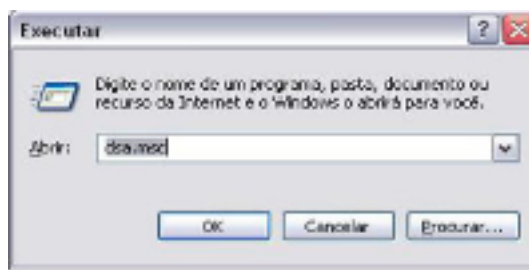 Executar
Digite o nome de um programa, pasta, documento ou
recurso da Internet e o Windows o abrirá para você.
Abrir:
dsa.msc
OK
Cancelar
Procurar...